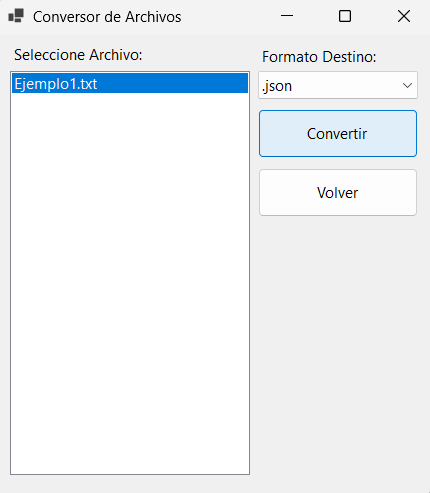 Conversor de Archivos
Seleccione Archivo:
Formato Destino:
Ejemplo1.txt
.json
Convertir
Volver